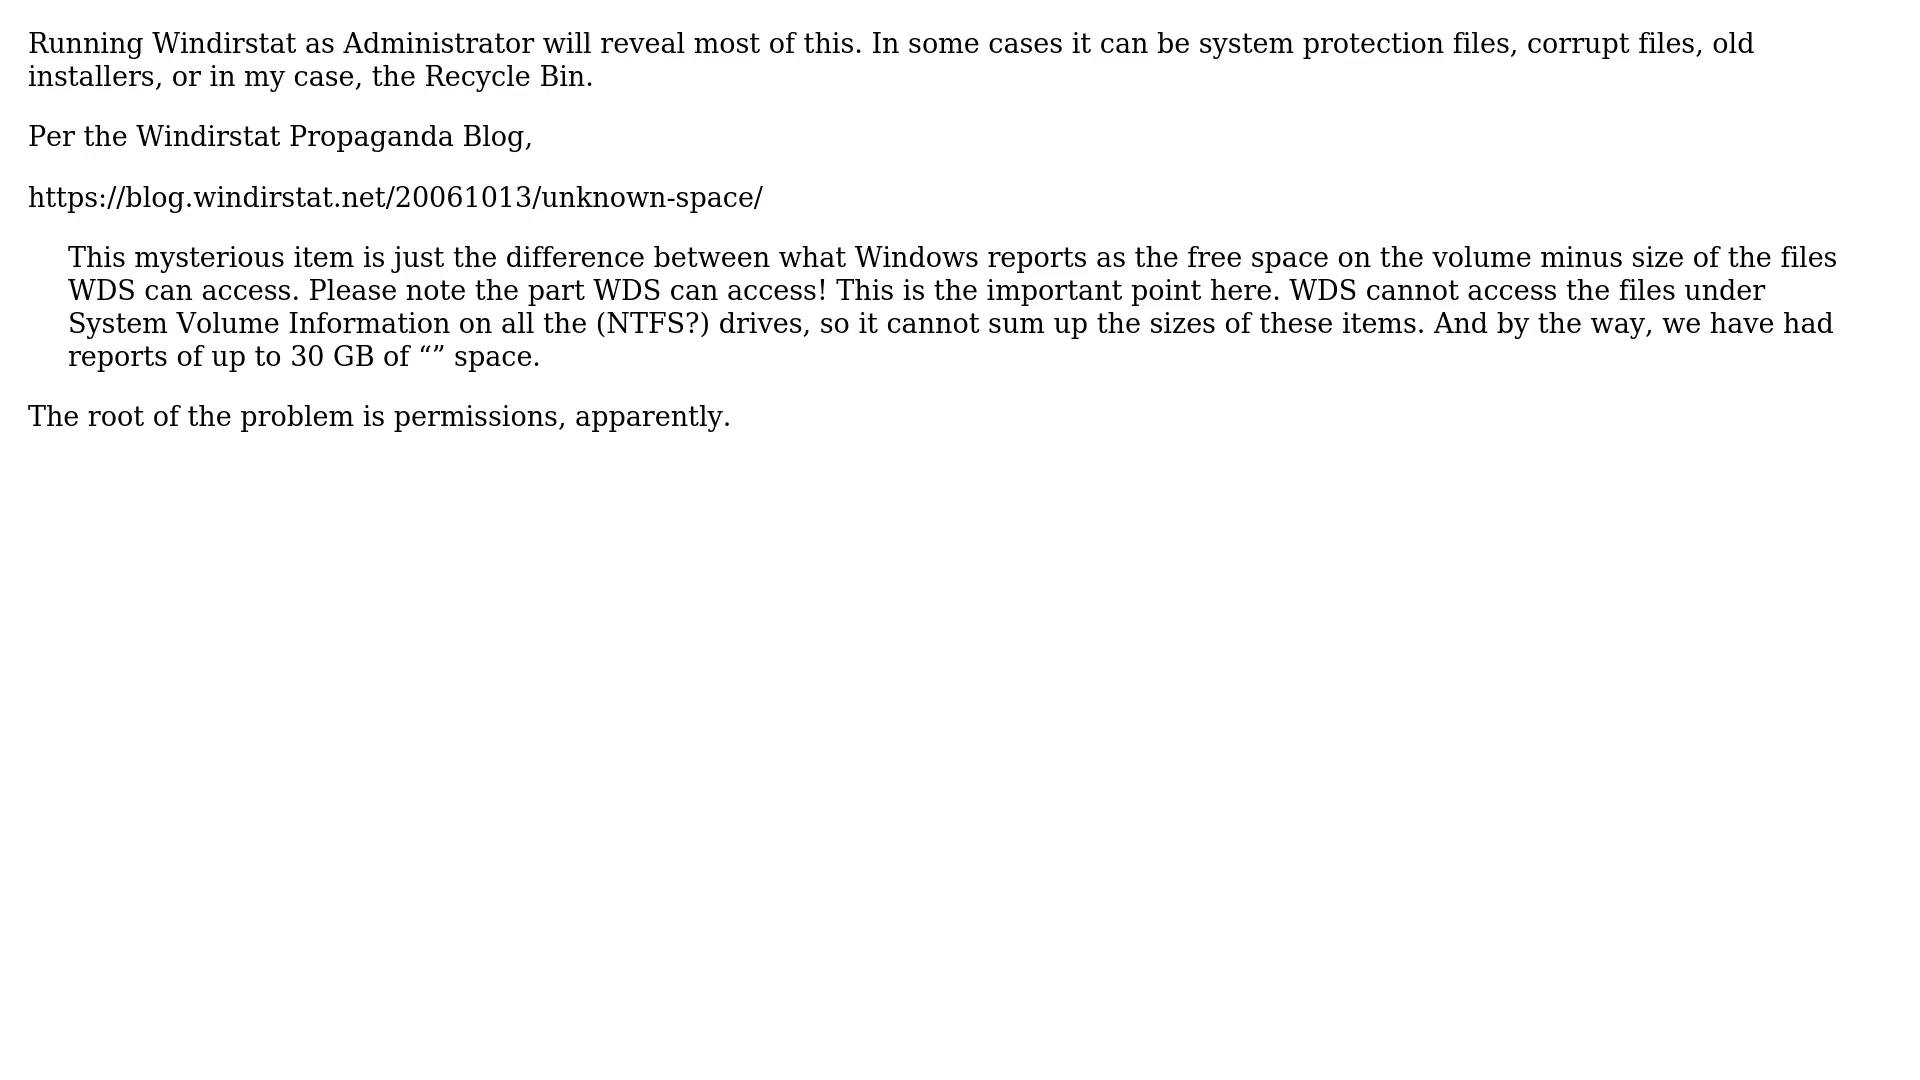 Running Windirstat as Administrator will reveal most of this. In some cases it can be system protection files, corrupt files, old
installers, or in my case, the Recycle Bin.
Per the Windirstat Propaganda Blog,
https://blog.windirstat.net/20061013/unknown-space/
This mysterious item is just the difference between what Windows reports as the free space on the volume minus size of the files
WDS can access. Please note the part WDS can access! This is the important point here. WDS cannot access the files under
System Volume Information on all the (NTFS?) drives, so it cannot sum up the sizes of these items. And by the way, we have had
reports of up to 30 GB of “” space.
The root of the problem is permissions, apparently.